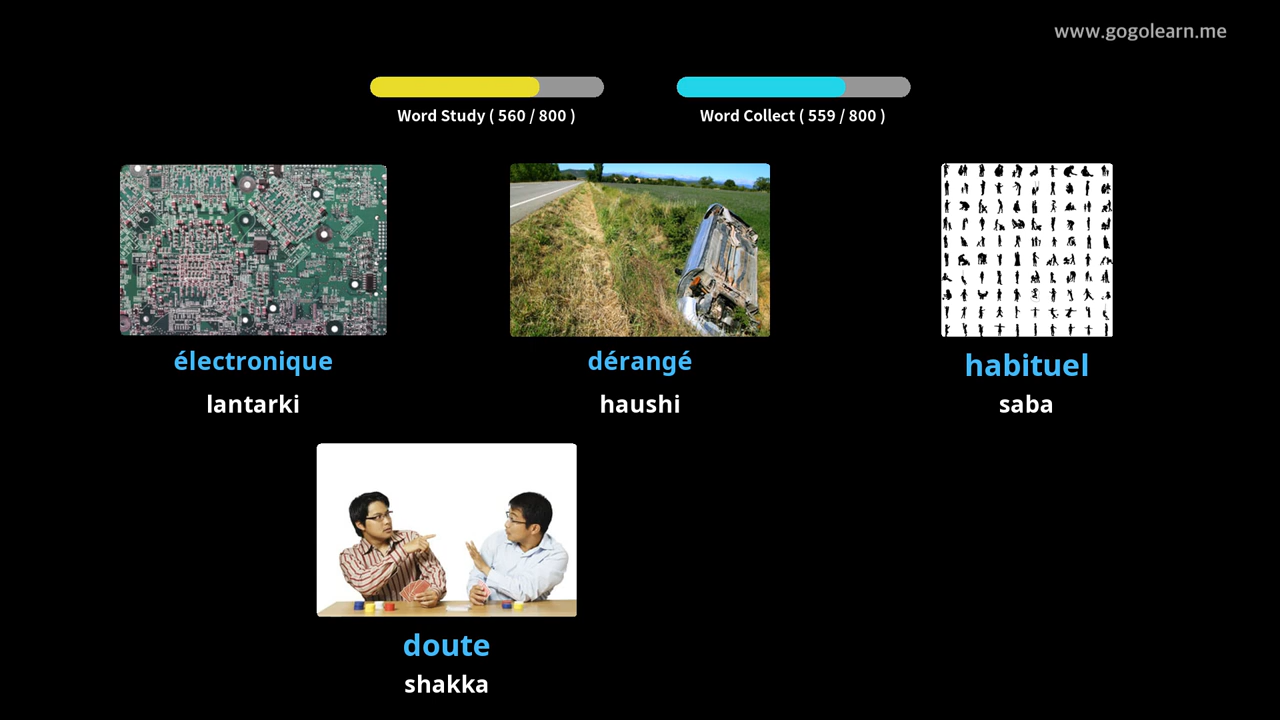 www.gogolearn.me
Word Study ( 560 / 800 )
Word Collect ( 559 / 800 )
électronique
dérangé
habituel
lantarki
haushi
saba
doute
shakka